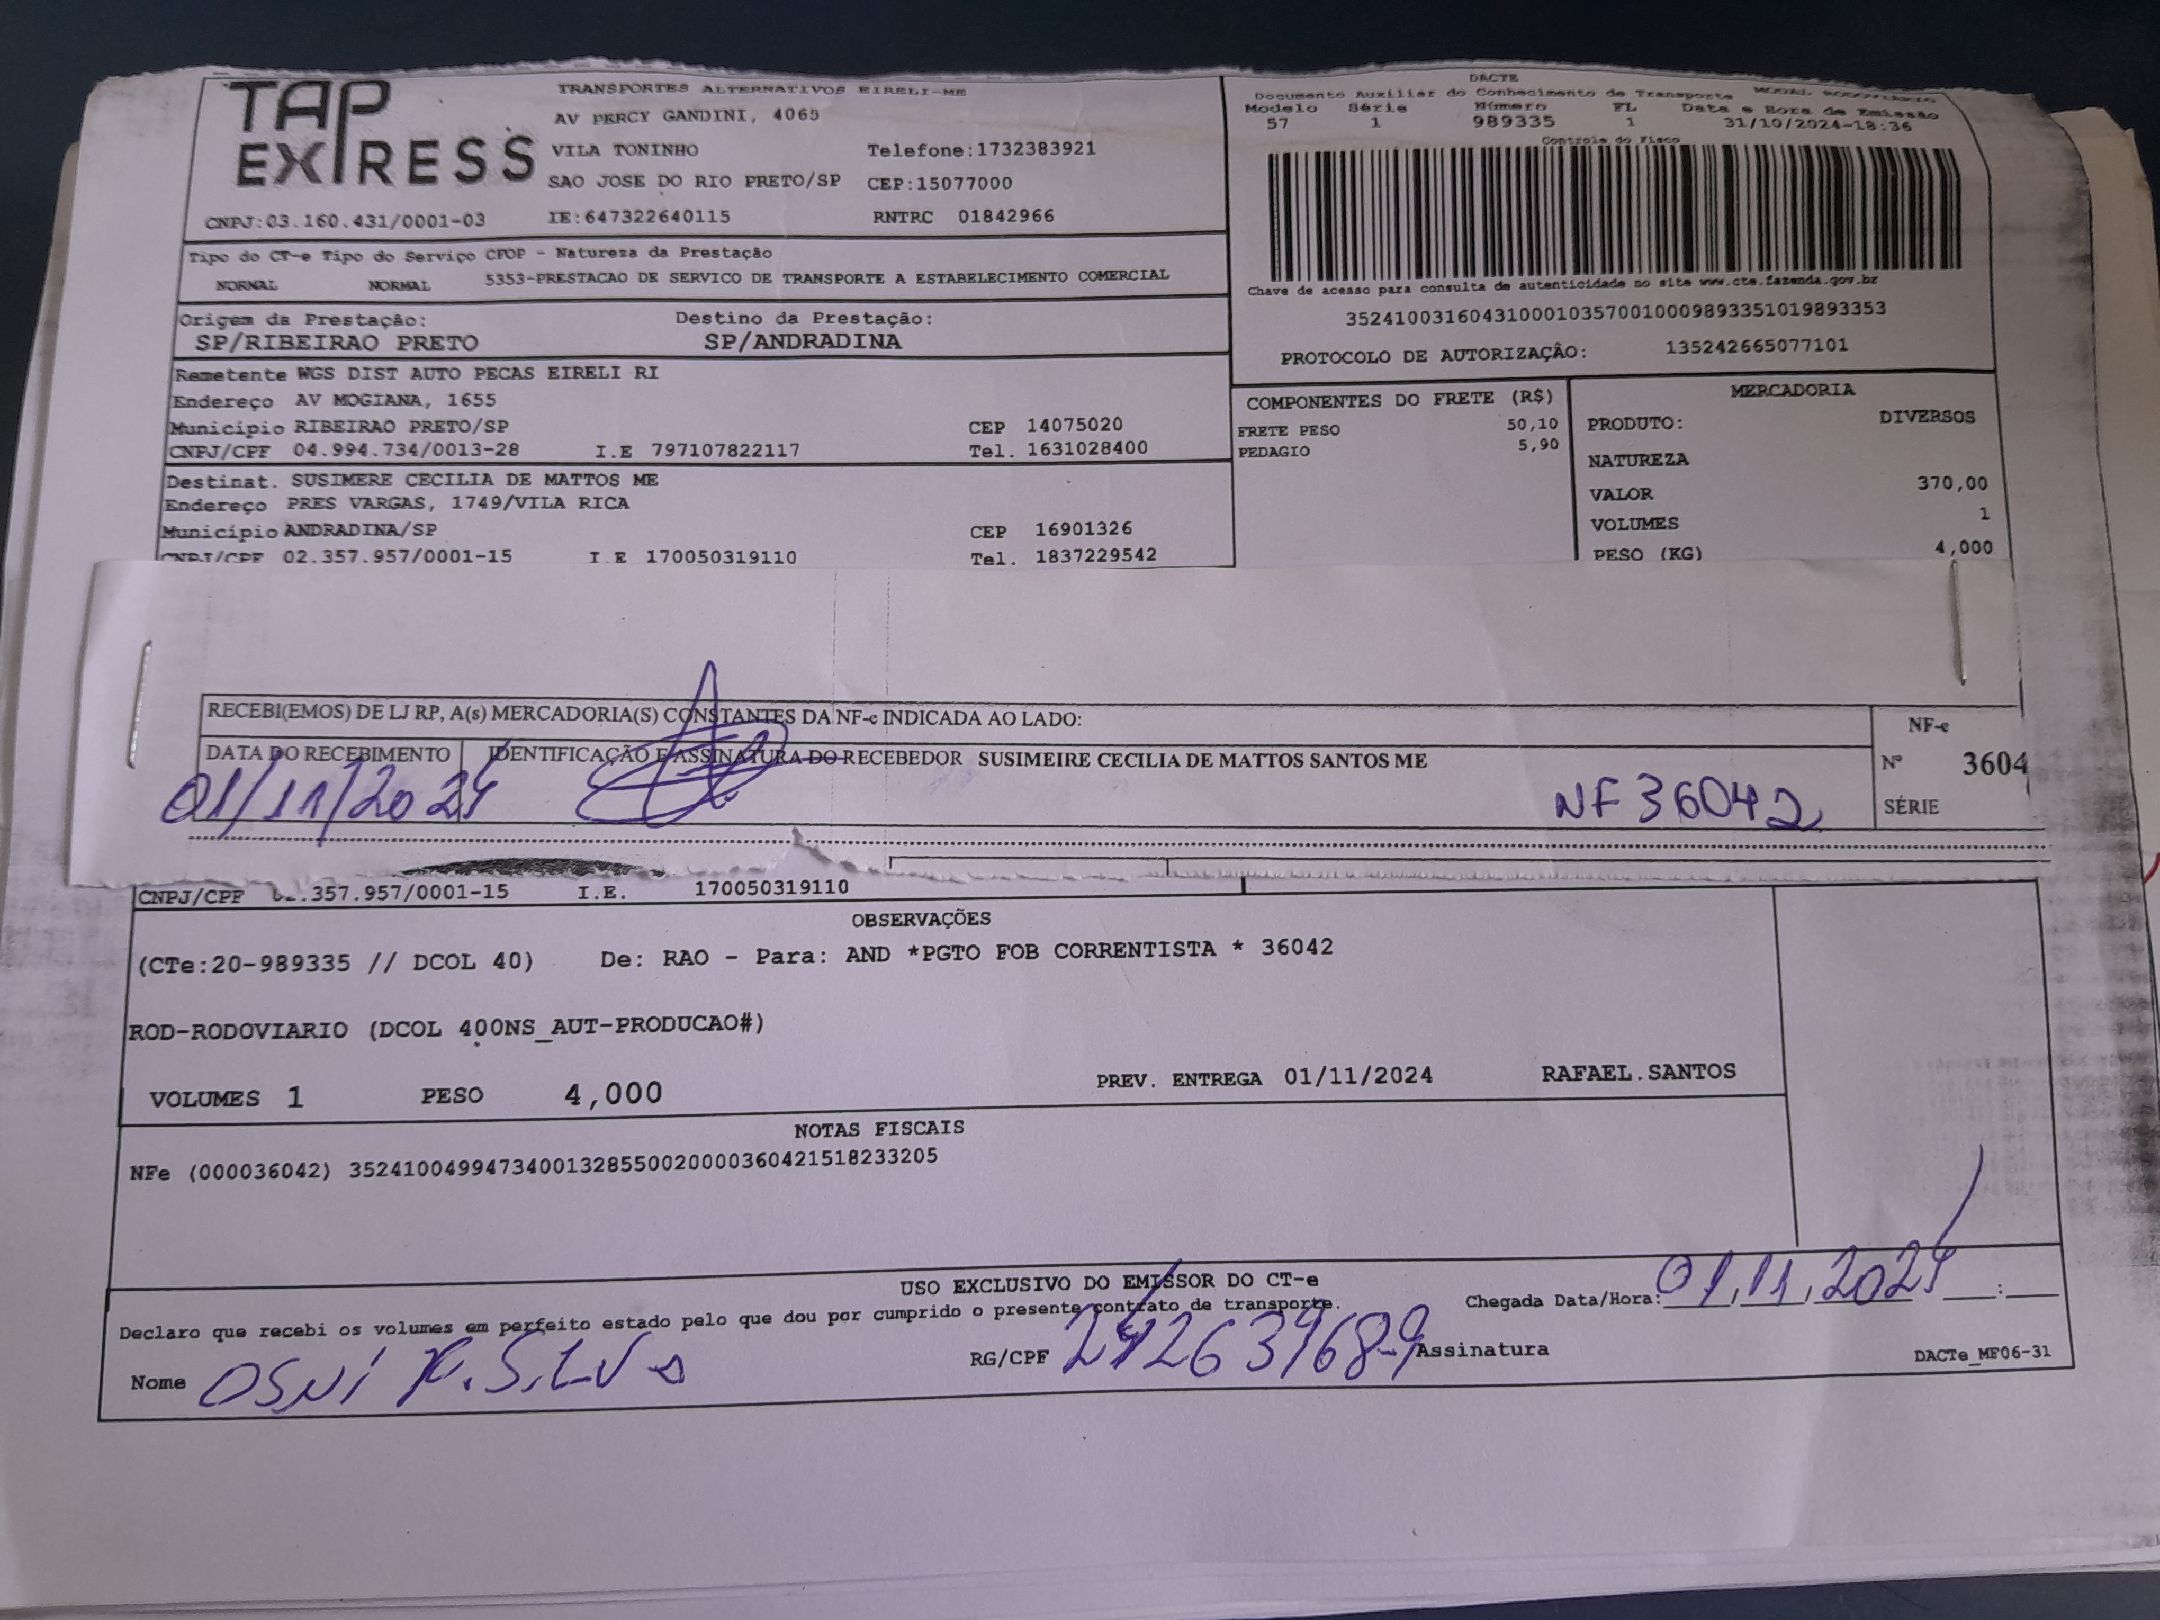 TAP EXPRESS
TRANSPORTES ALTERNATIVOS EIRELI-ME
AV PERCY GANDINI, 4065
VILA TONINHO Telefone:1732383921
SAO JOSE DO RIO PRETO/SP CEP:15077000
CNPJ:03.160.431/0001-03 IE:647322640115 RNTRC 01842966
DACTE
Documento Auxiliar do Conhecimento de Transporte
Modelo Série Número FL Data e Hora de Emissão
57 1 989335 1 31/10/2024-18:36
Controle do Fisco
Chave de acesso para consulta de autenticidade no site www.cte.fazenda.gov.br
35241003160431000103570010009893351019893353
PROTOCOLO DE AUTORIZAÇÃO: 135242665077101
Tipo do CT-e Tipo do Serviço CFOP - Natureza da Prestação
NORMAL NORMAL 5353-PRESTACAO DE SERVICO DE TRANSPORTE A ESTABELECIMENTO COMERCIAL
Origem da Prestação: Destino da Prestação:
SP/RIBEIRAO PRETO SP/ANDRADINA
Remetente WGS DIST AUTO PECAS EIRELI RI
Endereço AV MOGIANA, 1655
Município RIBEIRAO PRETO/SP CEP 14075020
CNPJ/CPF 04.994.734/0013-28 I.E 797107822117 Tel. 1631028400
Destinat. SUSIMERE CECILIA DE MATTOS ME
Endereço PRES VARGAS, 1749/VILA RICA
Município ANDRADINA/SP CEP 16901326
CNPJ/CPF 02.357.957/0001-15 I.E 170050319110 Tel. 1837229542
COMPONENTES DO FRETE (R$)
FRETE PESO 50,10
PEDAGIO 5,90
MERCADORIA
PRODUTO: DIVERSOS
NATUREZA
VALOR 370,00
VOLUMES 1
PESO (KG) 4,000
RECEBI(EMOS) DE LJ RP, A(s) MERCADORIA(S) CONSTANTES DA NF-e INDICADA AO LADO:
DATA DO RECEBIMENTO IDENTIFICAÇÃO E ASSINATURA DO RECEBEDOR SUSIMEIRE CECILIA DE MATTOS SANTOS ME
01/11/2024 NF 36042
NF-e
Nº 3604
SÉRIE
CNPJ/CPF 02.357.957/0001-15 I.E. 170050319110
OBSERVAÇÕES
(CTe:20-989335 // DCOL 40) De: RAO - Para: AND *PGTO FOB CORRENTISTA * 36042
ROD-RODOVIARIO (DCOL 400NS_AUT-PRODUCAO#)
VOLUMES 1 PESO 4,000 PREV. ENTREGA 01/11/2024 RAFAEL.SANTOS
NOTAS FISCAIS
NFe (000036042) 35241004994734001328550020000360421518233205
USO EXCLUSIVO DO EMISSOR DO CT-e
Declaro que recebi os volumes em perfeito estado pelo que dou por cumprido o presente contrato de transporte. Chegada Data/Hora: 01,11,2024 :
Nome OSNI P. SILVA RG/CPF 242639689 Assinatura
DACTe_MF06-31